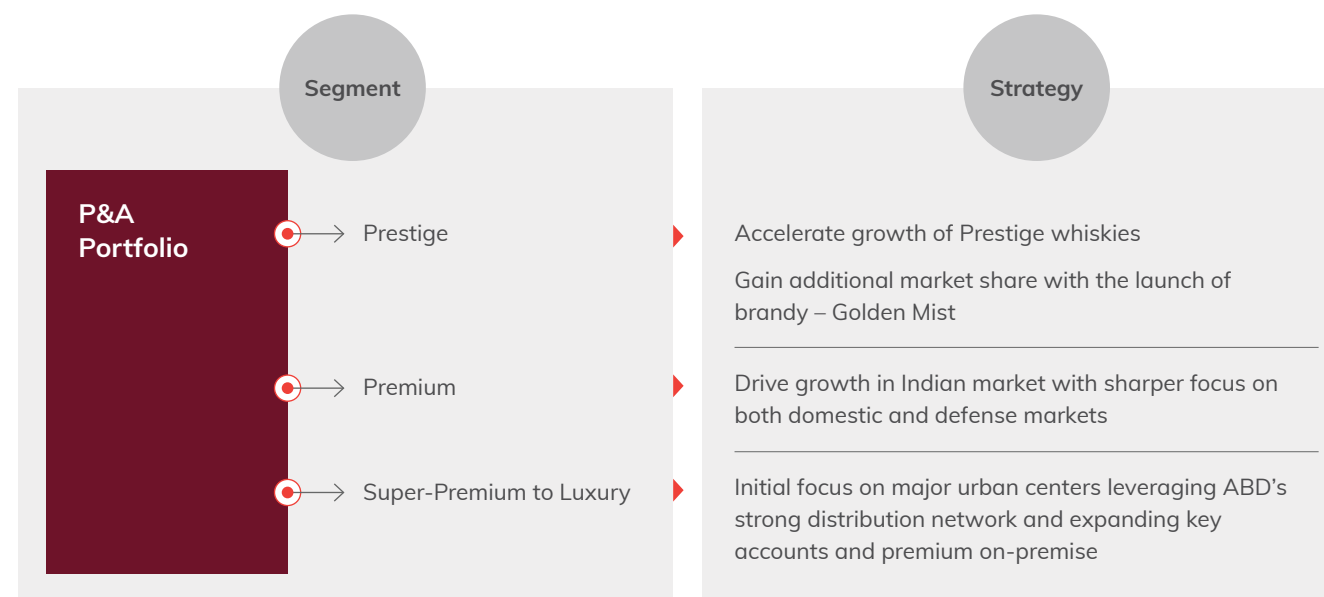 Segment
Strategy
P&A
Portfolio
Prestige
Accelerate growth of Prestige whiskies
Gain additional market share with the launch of
brandy – Golden Mist
Premium
Drive growth in Indian market with sharper focus on
both domestic and defense markets
Super-Premium to Luxury
Initial focus on major urban centers leveraging ABD's
strong distribution network and expanding key
accounts and premium on-premise